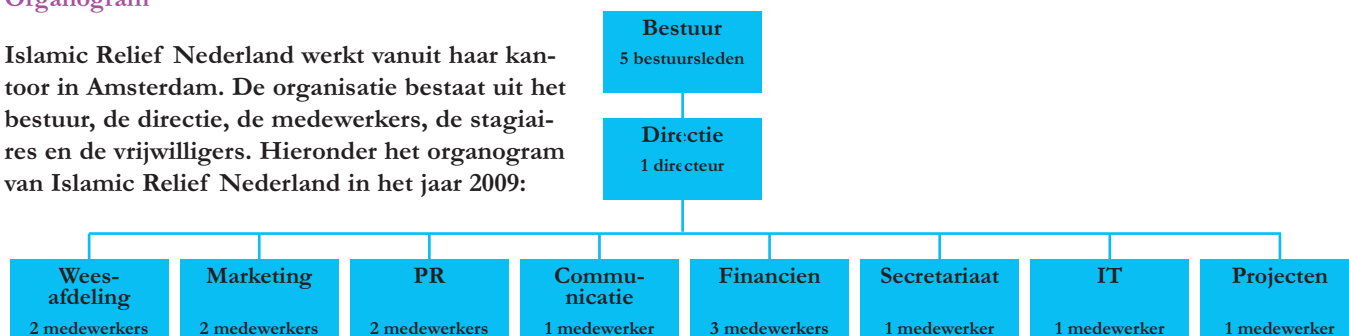 Organogram
Islamic Relief Nederland werkt vanuit haar kan-
toor in Amsterdam. De organisatie bestaat uit het
bestuur, de directie, de medewerkers, de stagiai-
res en de vrijwilligers. Hieronder het organogram
van Islamic Relief Nederland in het jaar 2009:
Bestuur
5 bestuursleden
Directie
1 directeur
Wees-
afdeling
2 medewerkers
Marketing
2 medewerkers
PR
2 medewerkers
Commu-
nicatie
1 medewerker
Financien
3 medewerkers
Secretariaat
1 medewerker
IT
1 medewerker
Projecten
1 medewerker